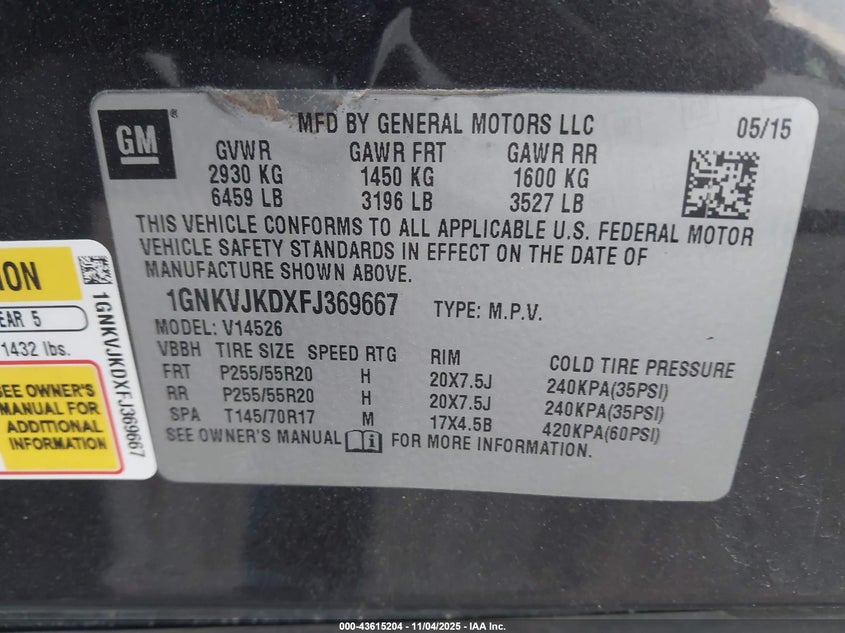 GM
MFD BY GENERAL MOTORS LLC
05/15
GVWR GAWR FRT GAWR RR
2930 KG 1450 KG 1600 KG
6459 LB 3196 LB 3527 LB
THIS VEHICLE CONFORMS TO ALL APPLICABLE U.S. FEDERAL MOTOR
VEHICLE SAFETY STANDARDS IN EFFECT ON THE DATE OF
MANUFACTURE SHOWN ABOVE.
1GNKVJKDXFJ369667 TYPE: M.P.V.
MODEL: V14526
VBBH TIRE SIZE SPEED RTG RIM COLD TIRE PRESSURE
FRT P255/55R20 H 20X7.5J 240KPA(35PSI)
RR P255/55R20 H 20X7.5J 240KPA(35PSI)
SPA T145/70R17 M 17X4.5B 420KPA(60PSI)
SEE OWNER'S MANUAL FOR MORE INFORMATION.
ION
EAR 5
1432 lbs.
SEE OWNER'S
MANUAL FOR
ADDITIONAL
INFORMATION
1GNKVJKDXFJ369667
000-43615204 - 11/04/2025 - IAA Inc.